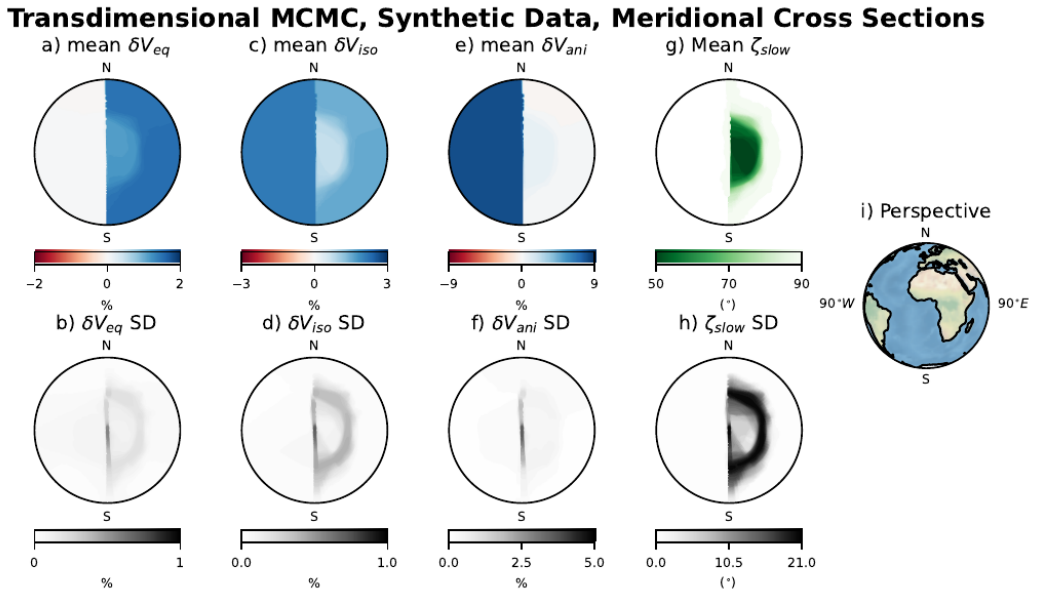 Transdimensional MCMC, Synthetic Data, Meridional Cross Sections
a) mean δV_eq c) mean δV_iso e) mean δV_ani g) Mean ζ_slow
N N N N
S S S S
−2 0 2 −3 0 3 −9 0 9 50 70 90
% % % (°)
i) Perspective
N
90°W 90°E
S
b) δV_eq SD d) δV_iso SD f) δV_ani SD h) ζ_slow SD
N N N N
S S S S
0 1 0.0 1.0 0.0 2.5 5.0 0.0 10.5 21.0
% % % (°)